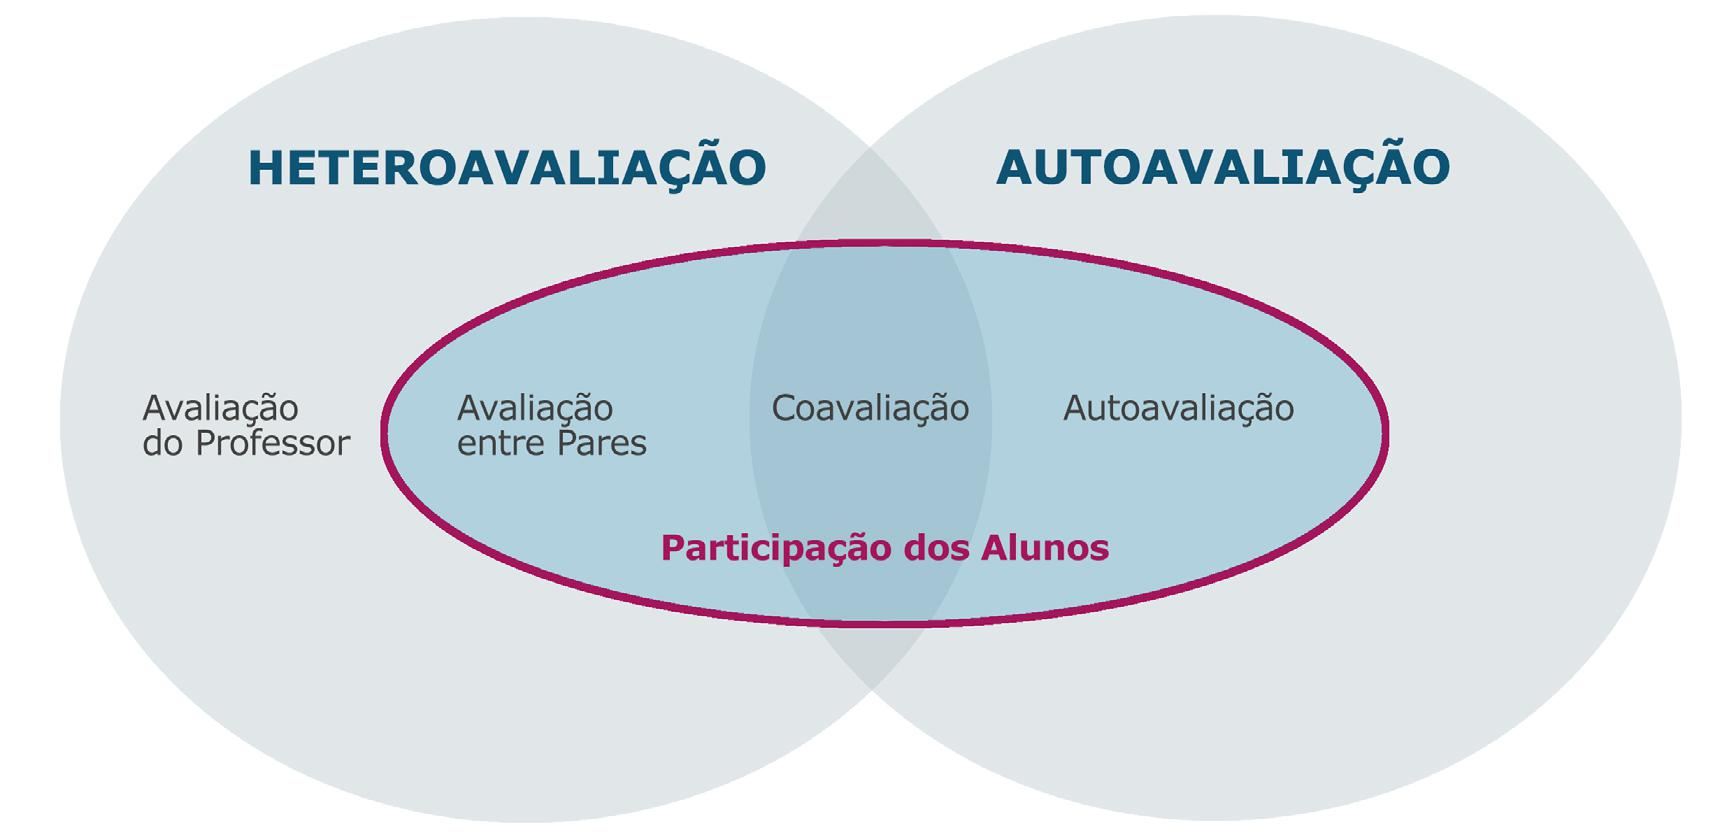 HETEROAVALIAÇÃO
AUTOAVALIAÇÃO
Avaliação
do Professor
Avaliação
entre Pares
Coavaliação
Autoavaliação
Participação dos Alunos